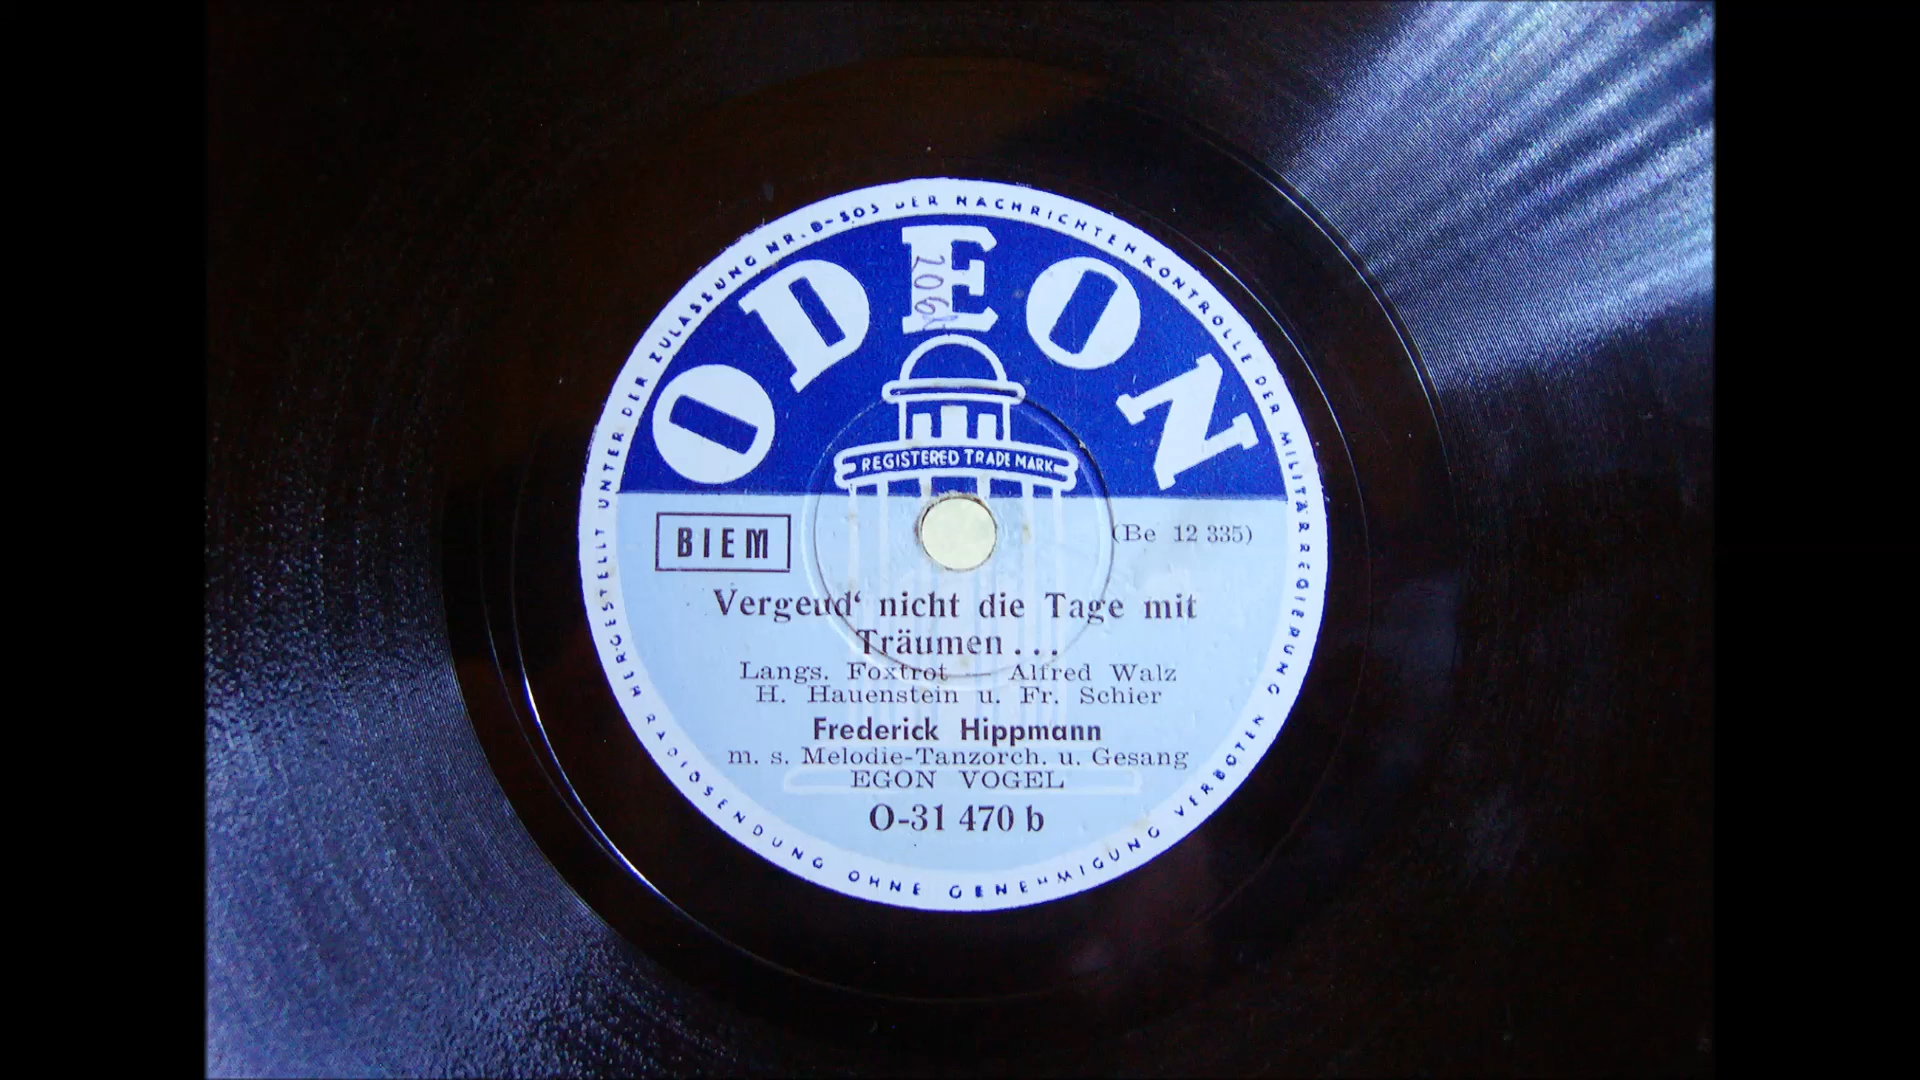 HERGESTELLT UNTER DER ZULASSUNG NR. B-505 DER NACHRICHTENKONTROLLE DER MILITÄRREGIERUNG
ODEON
REGISTERED TRADE MARK
BIEM
(Be 12 335)
Vergeud‘ nicht die Tage mit
Träumen . . .
Langs. Foxtrot — Alfred Walz
H. Hauenstein u. Fr. Schier
Frederick Hippmann
m. s. Melodie-Tanzorch. u. Gesang
EGON VOGEL
O-31 470 b
RADIOSENDUNG OHNE GENEHMIGUNG VERBOTEN